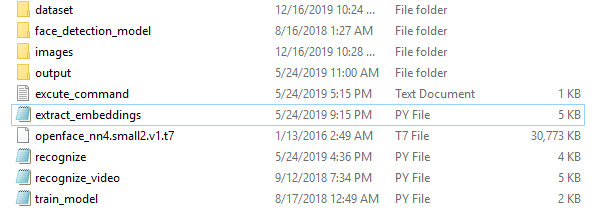 dataset 12/16/2019 10:24 ... File folder
face_detection_model 8/16/2018 1:27 AM File folder
images 12/16/2019 10:28 ... File folder
output 5/24/2019 11:00 AM File folder
excute_command 5/24/2019 5:15 PM Text Document 1 KB
extract_embeddings 5/24/2019 9:15 PM PY File 5 KB
openface_nn4.small2.v1.t7 1/13/2016 2:49 AM T7 File 30,773 KB
recognize 5/24/2019 4:36 PM PY File 4 KB
recognize_video 9/12/2018 7:34 PM PY File 5 KB
train_model 8/17/2018 12:49 AM PY File 2 KB